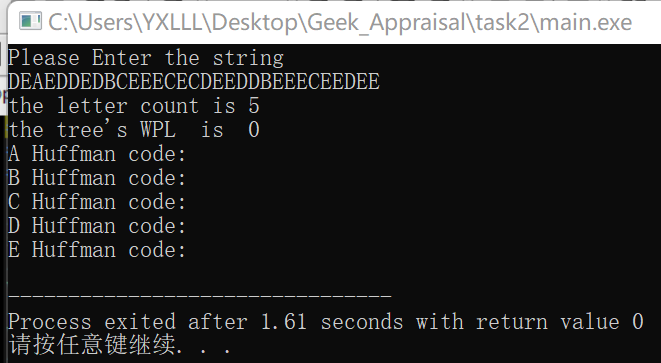 C:\Users\YXLLL\Desktop\Geek_Appraisal\task2\main.exe
Please Enter the string
DEAEDDEDBCEEECECDEEDDBEEECEEDEE
the letter count is 5
the tree's WPL  is  0
A Huffman code:
B Huffman code:
C Huffman code:
D Huffman code:
E Huffman code:
--------------------------------
Process exited after 1.61 seconds with return value 0
请按任意键继续. . .